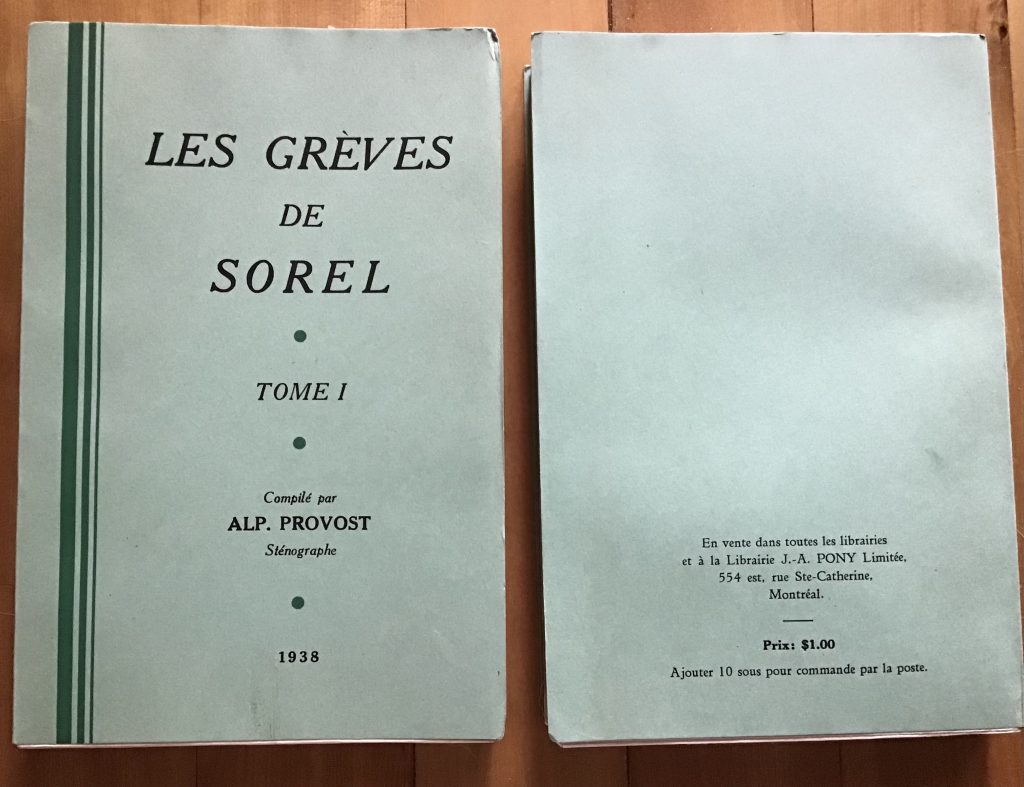 LES GRÈVES
DE
SOREL
TOME I
Compilé par
ALP. PROVOST
Sténographe
1938
En vente dans toutes les librairies
et à la Librairie J.-A. PONY Limitée,
554 est, rue Ste-Catherine,
Montréal.
Prix: $1.00
Ajouter 10 sous pour commande par la poste.